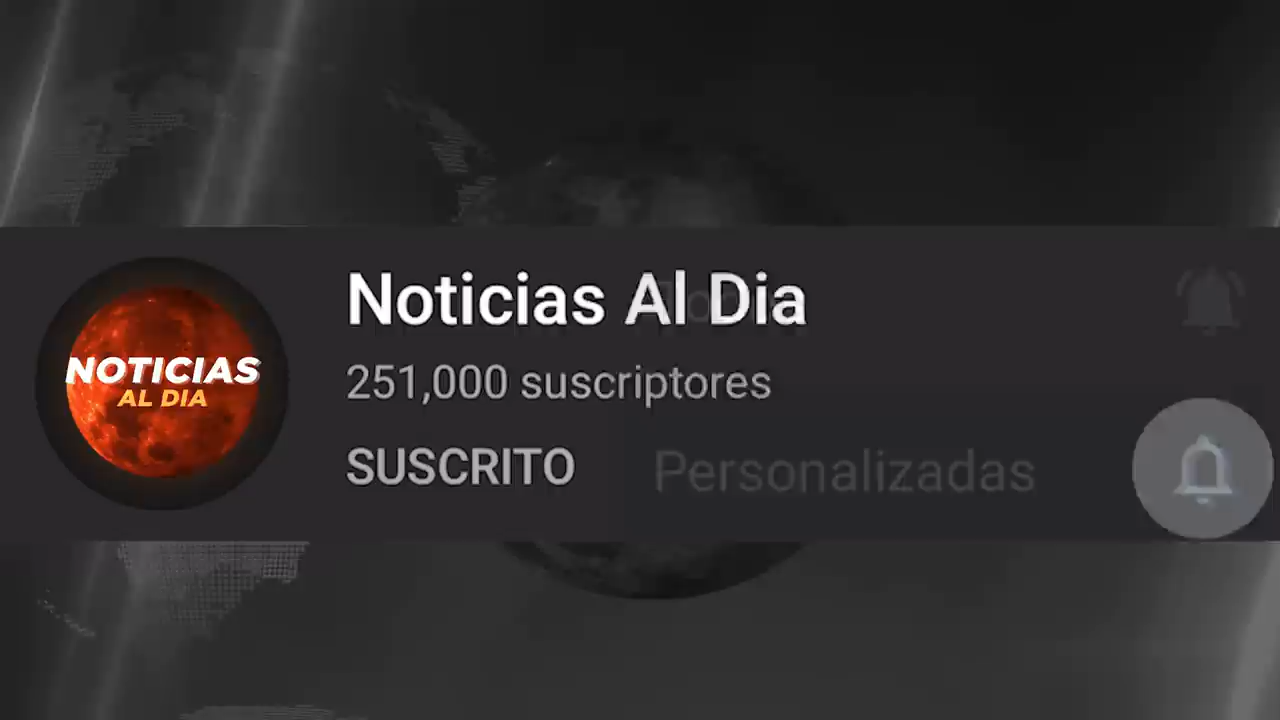 Noticias Al Dia
NOTICIAS
AL DIA
251,000 suscriptores
SUSCRITO
Personalizadas